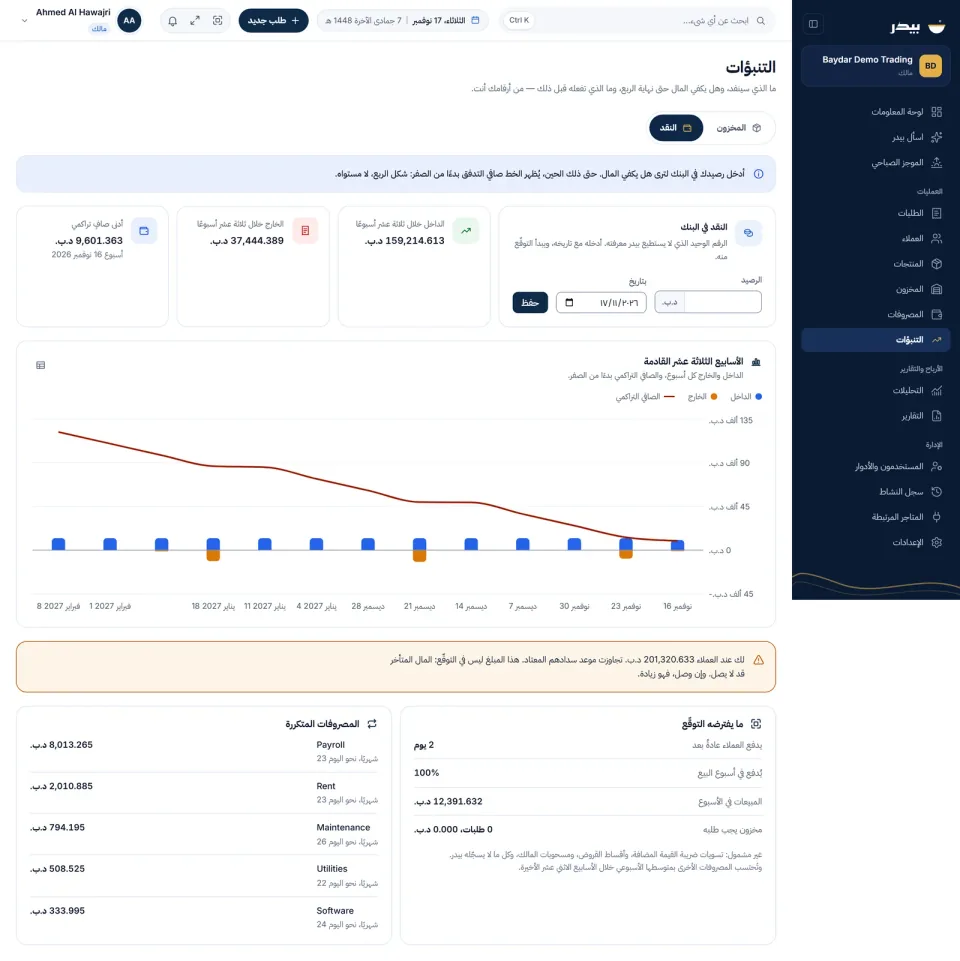 بيدر
Baydar Demo Trading
مالك
BD
لوحة المعلومات
اسأل بيدر
الموجز الصباحي
العمليات
الطلبات
العملاء
المنتجات
المخزون
المصروفات
التنبؤات
الأرباح والتقارير
التحليلات
التقارير
الإدارة
المستخدمون والأدوار
سجل النشاط
المتاجر المرتبطة
الإعدادات
ابحث عن أي شيء...
Ctrl K
الثلاثاء، 17 نوفمبر | 7 جمادى الآخرة 1448 هـ
+ طلب جديد
AA
Ahmed Al Hawajri
مالك
التنبؤات
ما الذي سينفد، وهل يكفي المال حتى نهاية الربع، وما الذي تفعله قبل ذلك — من أرقامك أنت.
المخزون
النقد
أدخل رصيدك في البنك لترى هل يكفي المال. حتى ذلك الحين، يُظهر الخط صافي التدفق بدءًا من الصفر: شكل الربع، لا مستواه.
النقد في البنك
الرقم الوحيد الذي لا يستطيع بيدر معرفته. أدخله مع تاريخه، ويبدأ التوقّع
منه.
الرصيد
بتاريخ
د.ب.
١٧/١١/٢٠٢٦
حفظ
الداخل خلال ثلاثة عشر أسبوعًا
159,214.613 د.ب.
الخارج خلال ثلاثة عشر أسبوعًا
37,444.389 د.ب.
أدنى صافٍ تراكمي
9,601.363 د.ب.
أسبوع 16 نوفمبر 2026
الأسابيع الثلاثة عشر القادمة
الداخل والخارج كل أسبوع، والصافي التراكمي بدءًا من الصفر.
الداخل
الخارج
الصافي التراكمي
135 ألف د.ب.
90 ألف د.ب.
45 ألف د.ب.
0 د.ب.
-45 ألف د.ب.
16 نوفمبر
23 نوفمبر
30 نوفمبر
7 ديسمبر
14 ديسمبر
21 ديسمبر
28 ديسمبر
4 يناير 2027
11 يناير 2027
18 يناير 2027
1 فبراير 2027
8 فبراير 2027
لك عند العملاء 201,320.633 د.ب. تجاوزت موعد سدادهم المعتاد. هذا المبلغ ليس في التوقّع: المال المتأخر
قد لا يصل. وإن وصل، فهو زيادة.
ما يفترضه التوقّع
يدفع العملاء عادةً بعد
2 يوم
يُدفع في أسبوع البيع
100%
المبيعات في الأسبوع
12,391.632 د.ب.
مخزون يجب طلبه
0 طلبات، 0.000 د.ب.
غير مشمول: تسويات ضريبة القيمة المضافة، وأقساط القروض، ومسحوبات المالك، وكل ما لا يسجّله بيدر.
وتُحتسب المصروفات الأخرى بمتوسطها الأسبوعي خلال الأسابيع الاثني عشر الأخيرة.
المصروفات المتكررة
Payroll
شهريًا، نحو اليوم 23
8,013.265 د.ب.
Rent
شهريًا، نحو اليوم 23
2,010.885 د.ب.
Maintenance
شهريًا، نحو اليوم 26
794.195 د.ب.
Utilities
شهريًا، نحو اليوم 22
508.525 د.ب.
Software
شهريًا، نحو اليوم 24
333.995 د.ب.